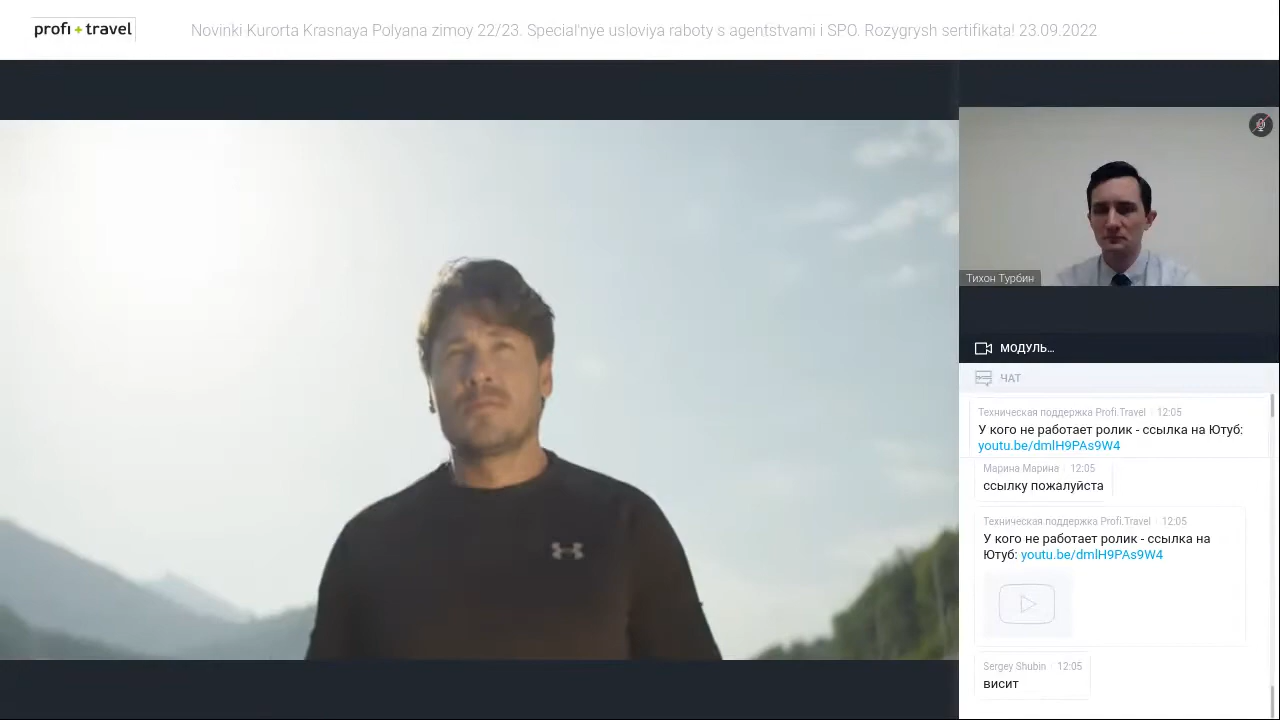 profi + travel
Novinki Kurorta Krasnaya Polyana zimoy 22/23. Special'nye usloviya raboty s agentstvami i SPO. Rozygrysh sertifikata! 23.09.2022
Тихон Турбин
МОДУЛЬ...
ЧАТ
Техническая поддержка Profi.Travel 12:05
У кого не работает ролик - ссылка на Ютуб:
youtu.be/dmlH9PAs9W4
Марина Марина 12:05
ссылку пожалуйста
Техническая поддержка Profi.Travel 12:05
У кого не работает ролик - ссылка на
Ютуб: youtu.be/dmlH9PAs9W4
Sergey Shubin 12:05
висит